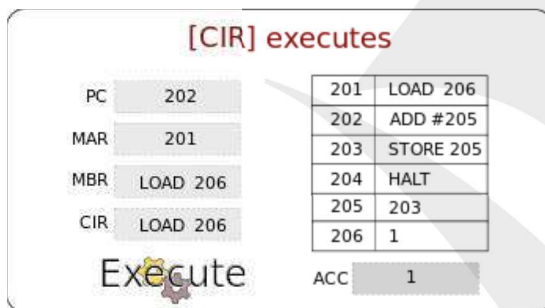 [CIR] executes
PC 202
MAR 201
MBR LOAD 206
CIR LOAD 206
Execute
201 LOAD 206
202 ADD #205
203 STORE 205
204 HALT
205 203
206 1
ACC 1